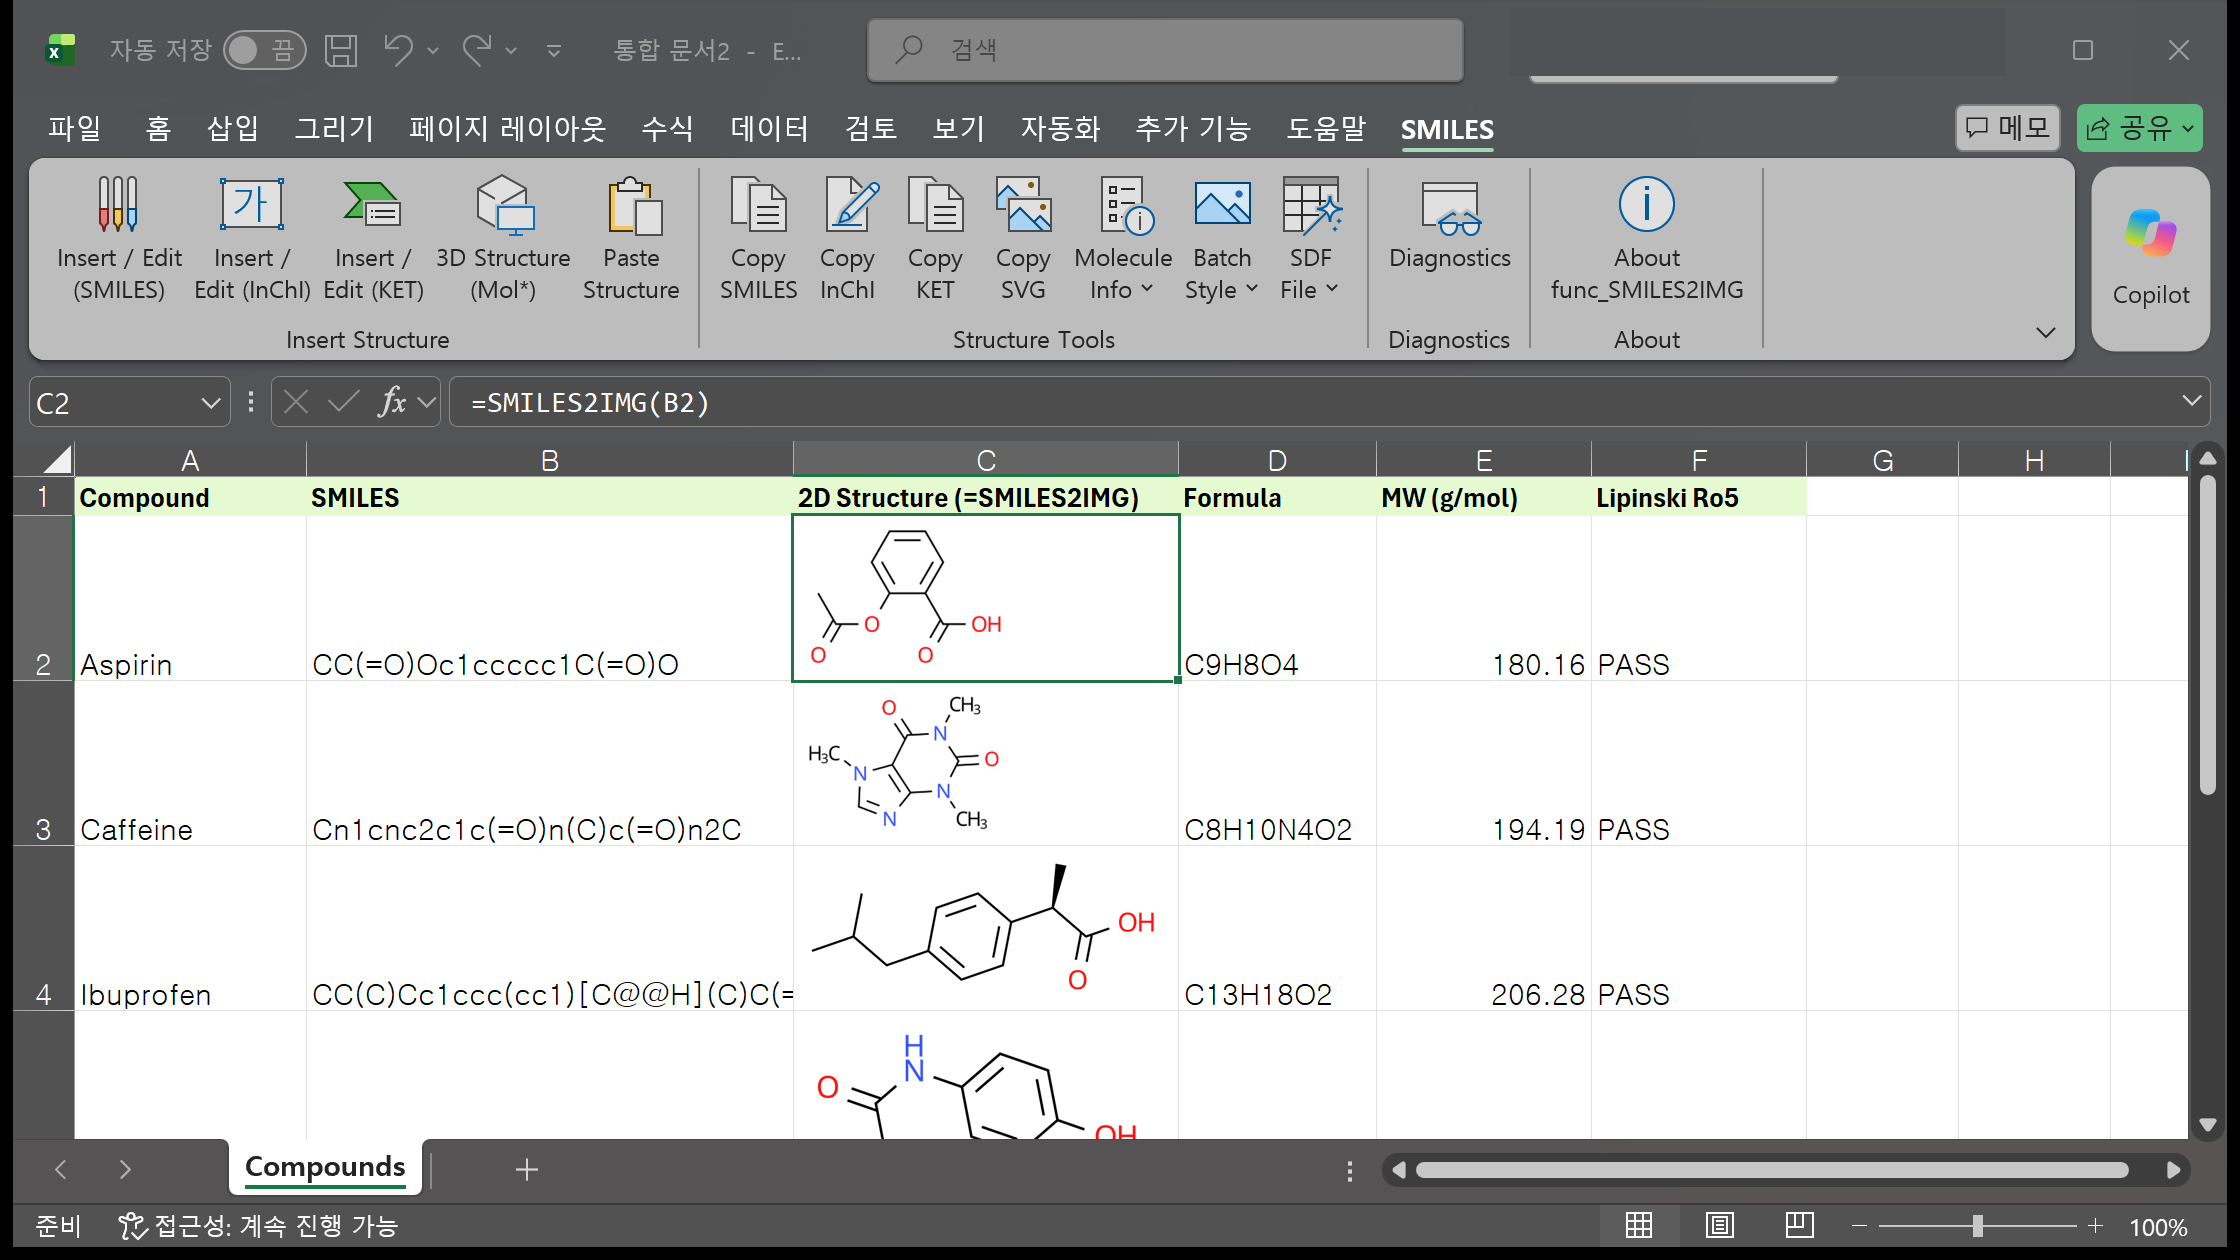 자동 저장 끔 통합 문서2 - E... 검색
파일 홈 삽입 그리기 페이지 레이아웃 수식 데이터 검토 보기 자동화 추가 기능 도움말 SMILES 메모 공유
Insert / Edit (SMILES)
Insert / Edit (InChI)
Insert / Edit (KET)
3D Structure (Mol*)
Paste Structure
Copy SMILES
Copy InChI
Copy KET
Copy SVG
Molecule Info
Batch Style
SDF File
Diagnostics
About func_SMILES2IMG
Copilot
Insert Structure Structure Tools Diagnostics About
C2 fx =SMILES2IMG(B2)
A B C D E F G H I
1 Compound SMILES 2D Structure (=SMILES2IMG) Formula MW (g/mol) Lipinski Ro5
O O O OH
2 Aspirin CC(=O)Oc1ccccc1C(=O)O C9H8O4 180.16 PASS
O CH₃ N O H₃C N N N CH₃
3 Caffeine Cn1cnc2c1c(=O)n(C)c(=O)n2C C8H10N4O2 194.19 PASS
OH O
4 Ibuprofen CC(C)Cc1ccc(cc1)[C@@H](C)C(= C13H18O2 206.28 PASS
H
N
O
OH
Compounds
준비 접근성: 계속 진행 가능 100%